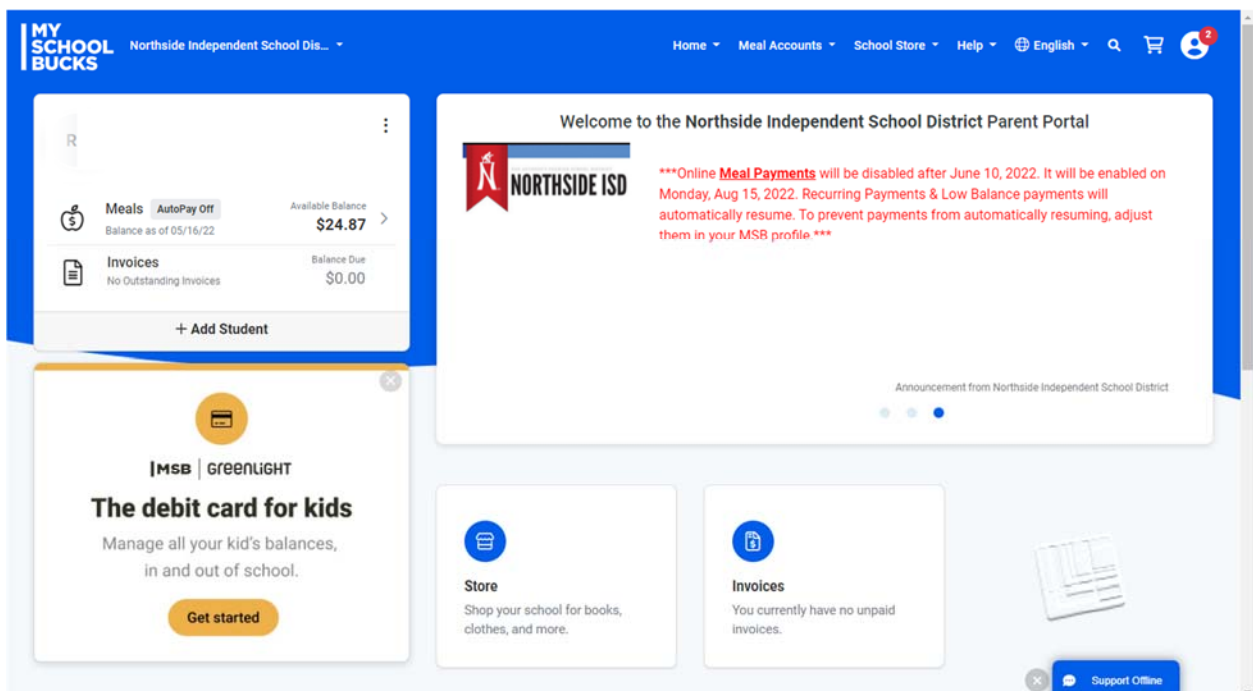 MY
SCHOOL
BUCKS
Northside Independent School Dis...
Home
Meal Accounts
School Store
Help
English
2
R
Meals
AutoPay Off
Balance as of 05/16/22
Available Balance
$24.87
Invoices
No Outstanding Invoices
Balance Due
$0.00
+ Add Student
Welcome to the Northside Independent School District Parent Portal
N
NORTHSIDE ISD
***Online Meal Payments will be disabled after June 10, 2022. It will be enabled on
Monday, Aug 15, 2022. Recurring Payments & Low Balance payments will
automatically resume. To prevent payments from automatically resuming, adjust
them in your MSB profile.***
Announcement from Northside Independent School District
MSB | GreenLight
The debit card for kids
Manage all your kid's balances,
in and out of school.
Get started
Store
Shop your school for books,
clothes, and more.
Invoices
You currently have no unpaid
invoices.
Support Offline